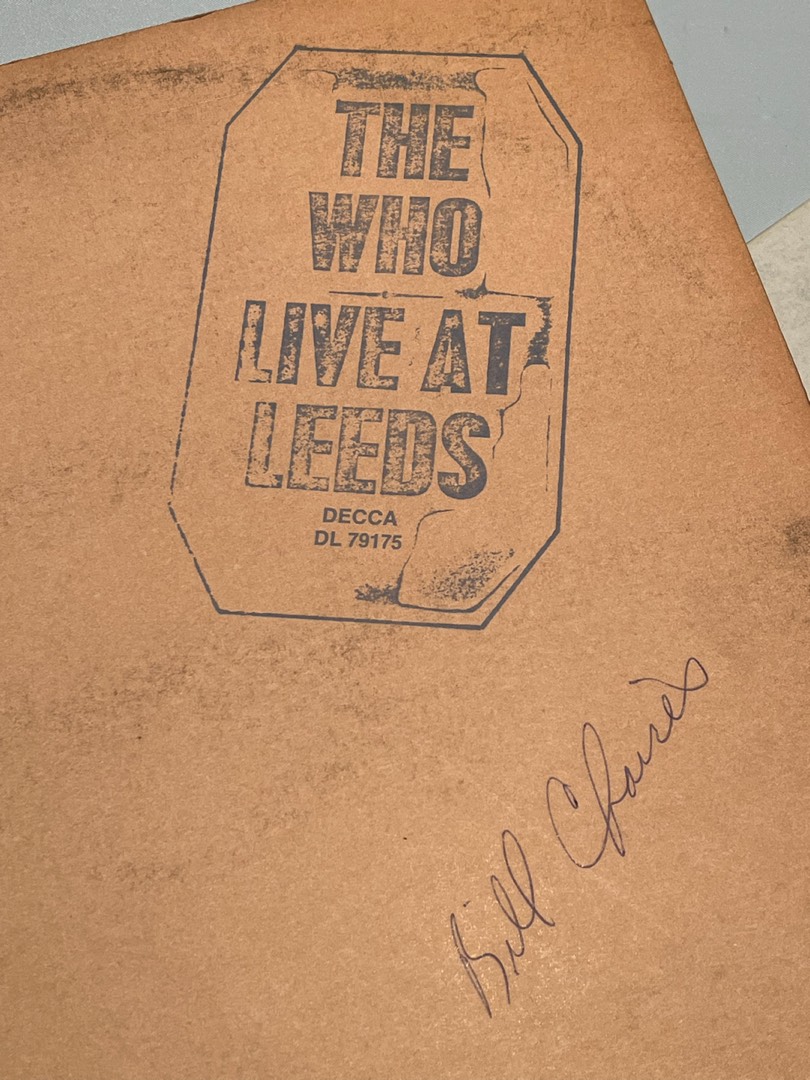 THE
WHO
LIVE AT
LEEDS
DECCA
DL 79175
Bill